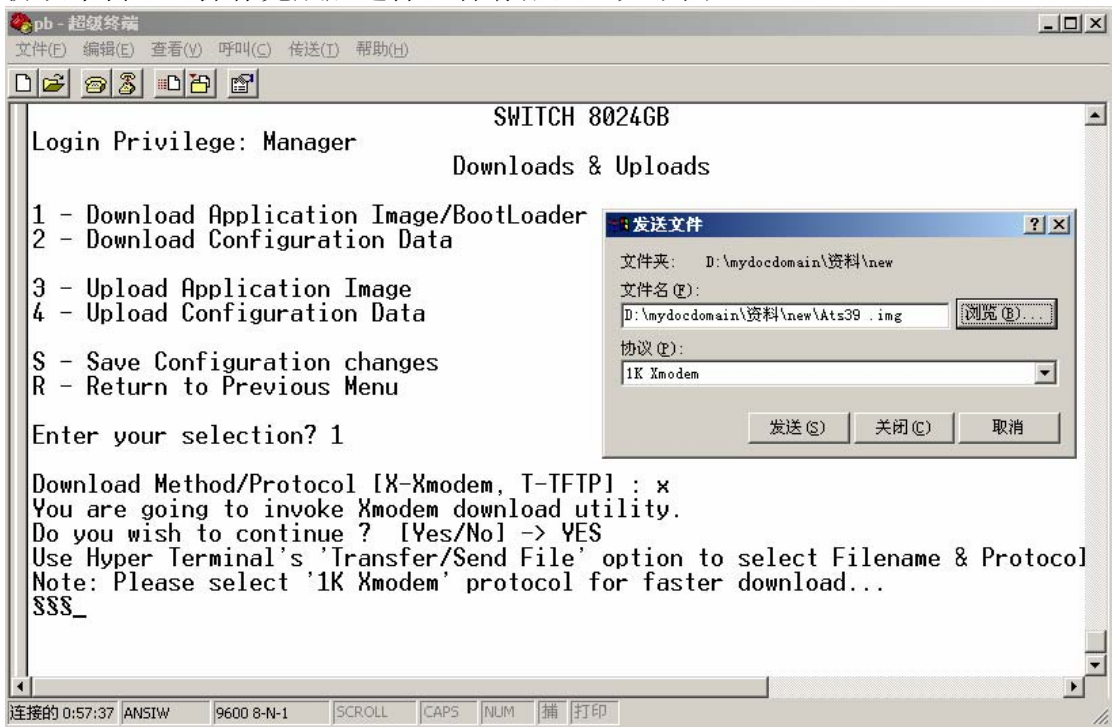 pb - 超级终端
文件(F) 编辑(E) 查看(V) 呼叫(C) 传送(T) 帮助(H)
SWITCH 8024GB
Login Privilege: Manager
Downloads & Uploads
1 - Download Application Image/BootLoader
2 - Download Configuration Data
3 - Upload Application Image
4 - Upload Configuration Data
S - Save Configuration changes
R - Return to Previous Menu
Enter your selection? 1
Download Method/Protocol [X-Xmodem, T-TFTP] : x
You are going to invoke Xmodem download utility.
Do you wish to continue ? [Yes/No] -> YES
Use Hyper Terminal's 'Transfer/Send File' option to select Filename & Protocol
Note: Please select '1K Xmodem' protocol for faster download...
§§§_
发送文件
文件夹: D:\mydocdomain\资料\new
文件名(F):
D:\mydocdomain\资料\new\Ats39 .img
浏览(B)...
协议(P):
1K Xmodem
发送(S) 关闭(C) 取消
连接的 0:57:37 ANSIW 9600 8-N-1 SCROLL CAPS NUM 捕 打印